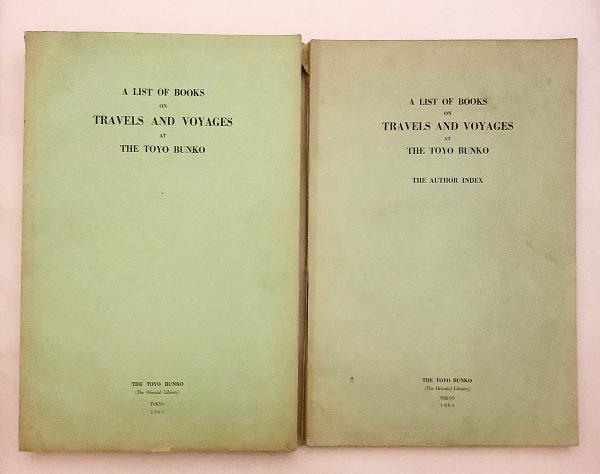 A LIST OF BOOKS
ON
TRAVELS AND VOYAGES
AT
THE TOYO BUNKO
THE TOYO BUNKO
(The Oriental Library)
TOKYO
A LIST OF BOOKS
ON
TRAVELS AND VOYAGES
AT
THE TOYO BUNKO
THE AUTHOR INDEX
THE TOYO BUNKO
(The Oriental Library)
TOKYO
1964